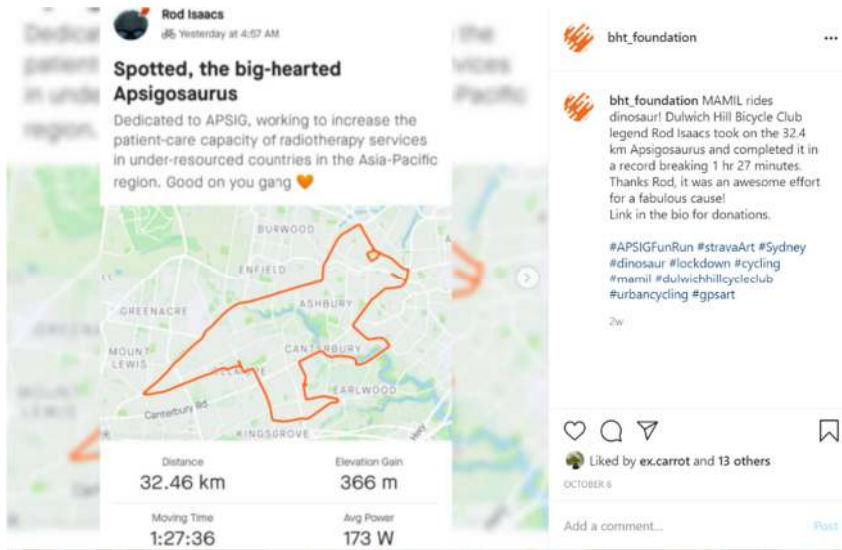 Rod Isaacs
Yesterday at 4:57 AM
Spotted, the big-hearted
Apsigosaurus
Dedicated to APSIG, working to increase the
patient-care capacity of radiotherapy services
in under-resourced countries in the Asia-Pacific
region. Good on you gang 🧡
BURWOOD
ENFIELD
GREENACRE
ASHBURY
MOUNT
LEWIS
CANTERBURY
EARLWOOD
Canterbury Rd
KINGSGROVE
Hwy
Distance
32.46 km
Elevation Gain
366 m
Moving Time
1:27:36
Avg Power
173 W
bht_foundation
bht_foundation MAMIL rides
dinosaur! Dulwich Hill Bicycle Club
legend Rod Isaacs took on the 32.4
km Apsigosaurus and completed it in
a record breaking 1 hr 27 minutes.
Thanks Rod, it was an awesome effort
for a fabulous cause!
Link in the bio for donations.
#APSIGFunRun #stravaArt #Sydney
#dinosaur #lockdown #cycling
#mamil #dulwichhillcycleclub
#urbancycling #gpsart
2w
Liked by ex.carrot and 13 others
OCTOBER 6
Add a comment...
Post